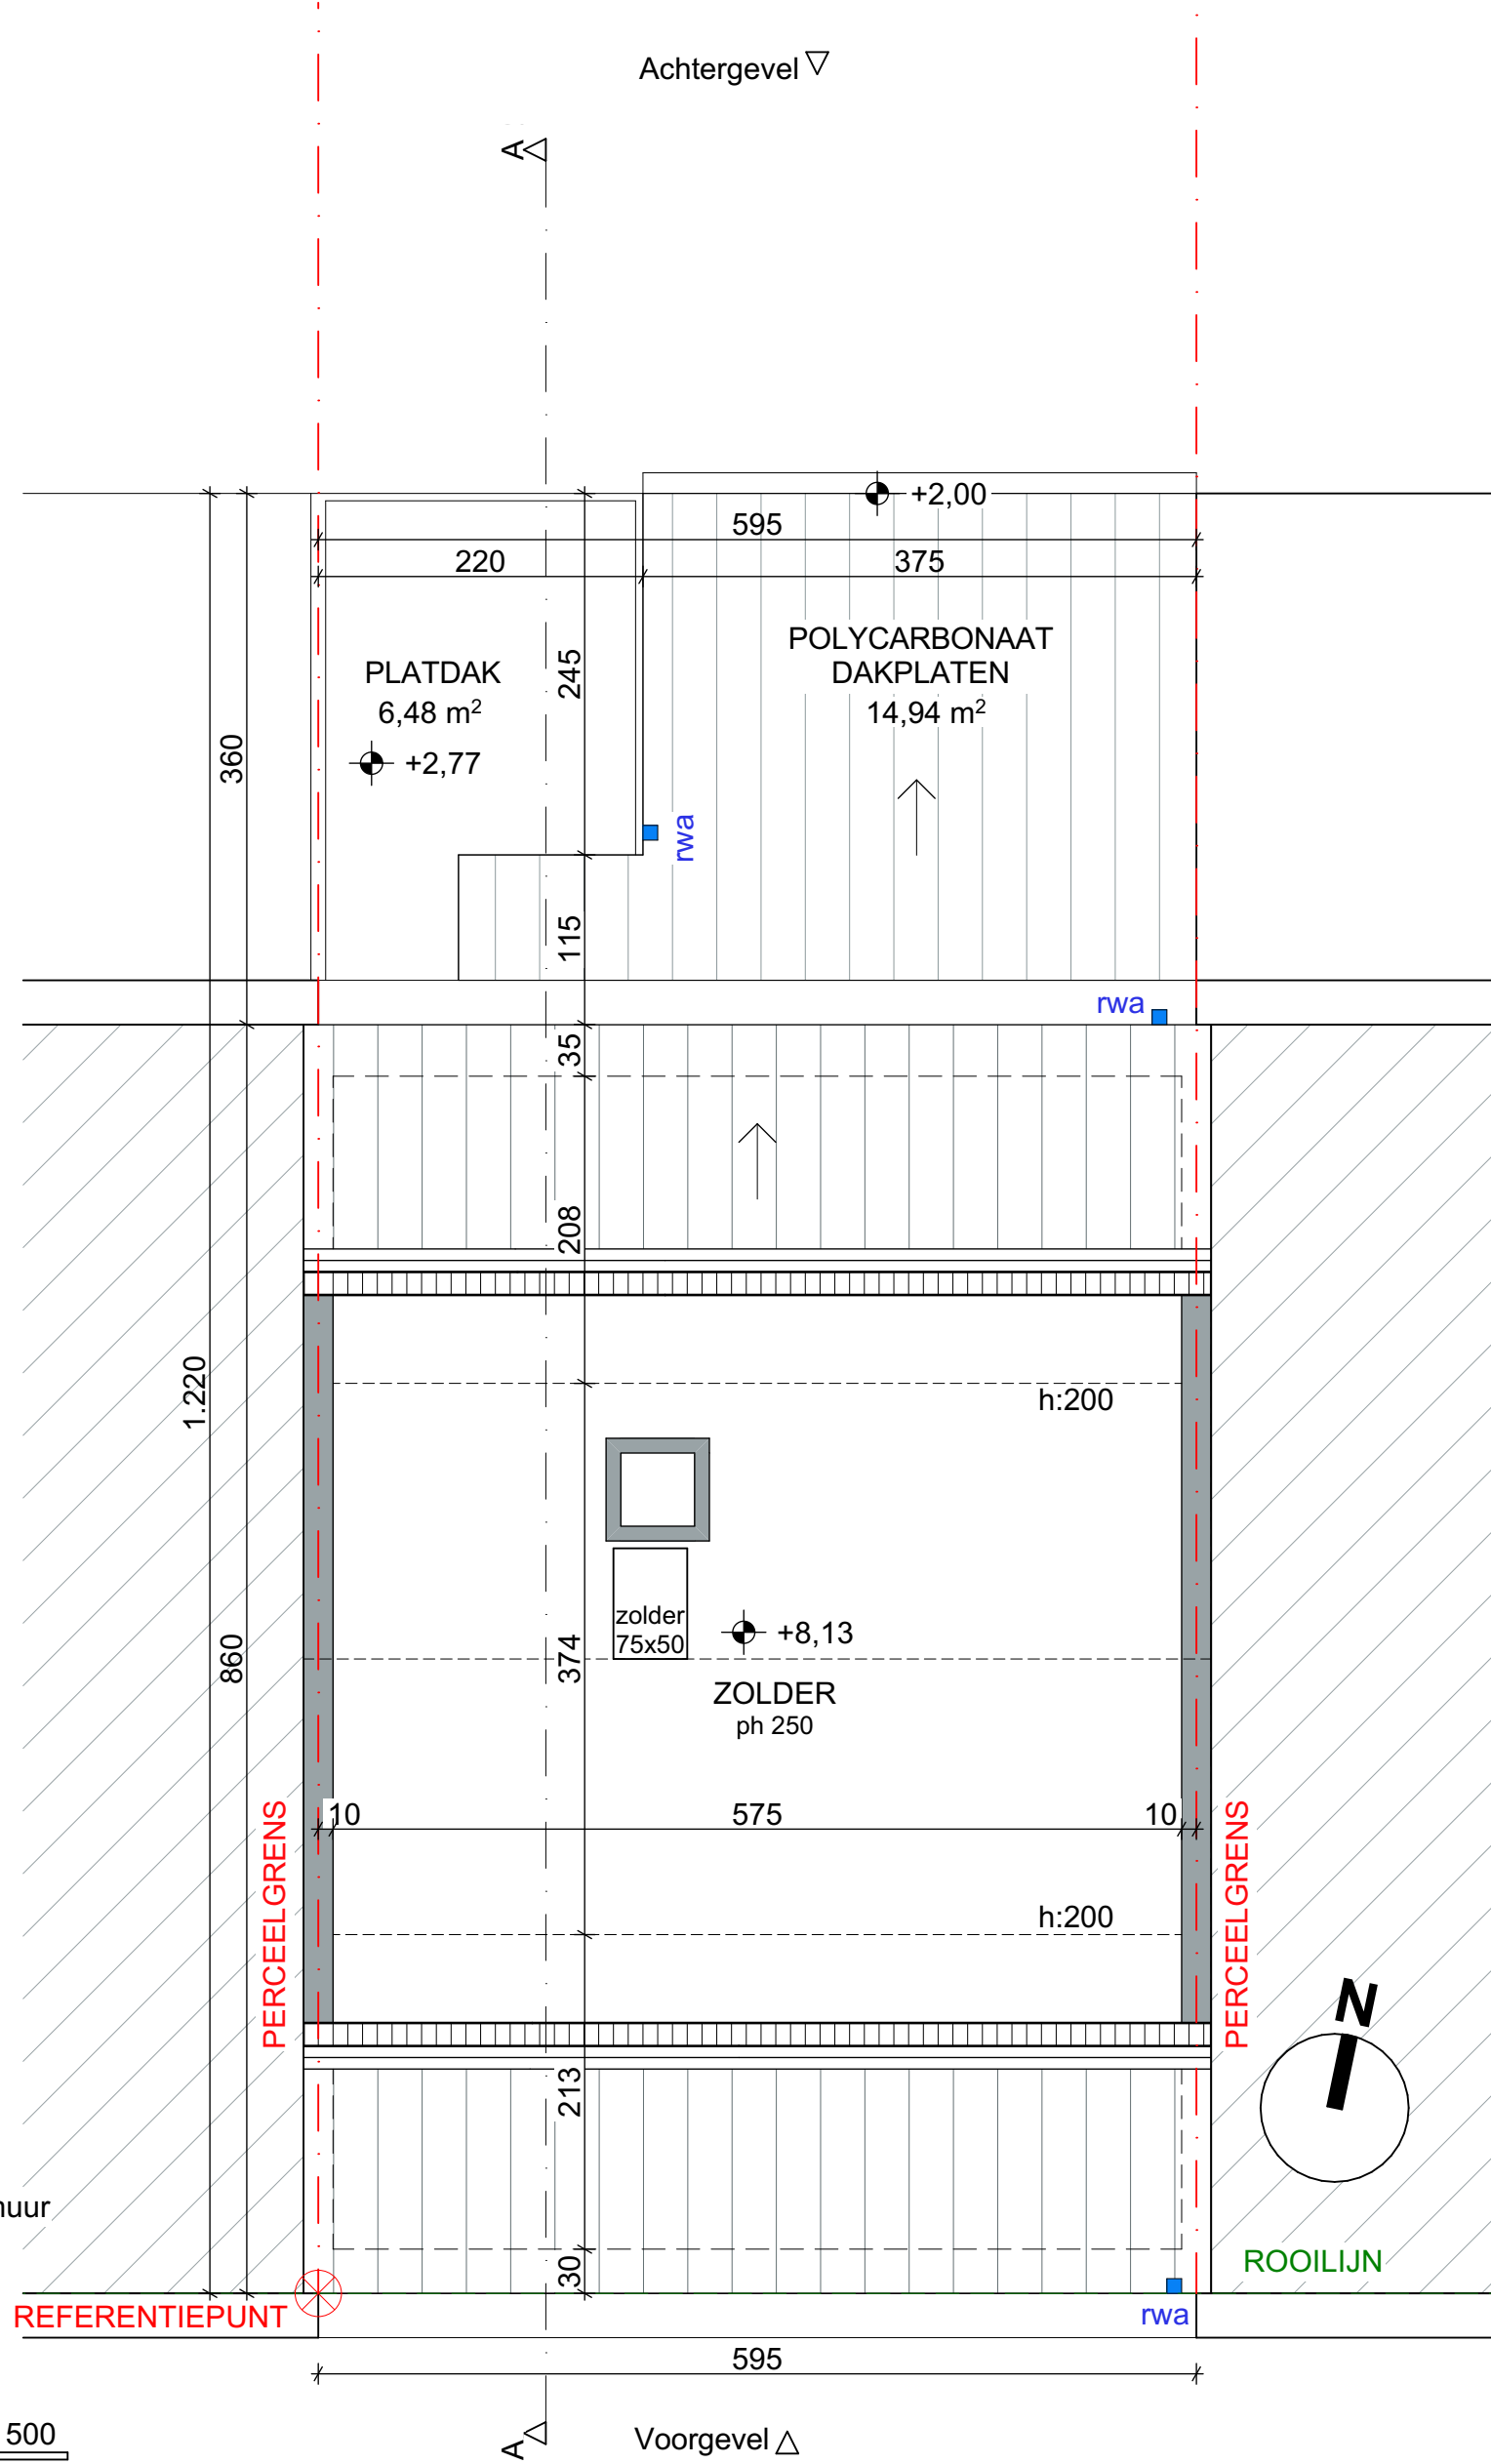 Achtergevel
A
+2,00
595
220
375
POLYCARBONAAT
DAKPLATEN
14,94 m²
PLATDAK
6,48 m²
+2,77
245
360
rwa
115
rwa
35
208
1.220
h:200
zolder
75x50
+8,13
374
860
ZOLDER
ph 250
10
575
10
PERCEELGRENS
PERCEELGRENS
h:200
N
213
ROOILIJN
30
REFERENTIEPUNT
rwa
595
500
A
Voorgevel